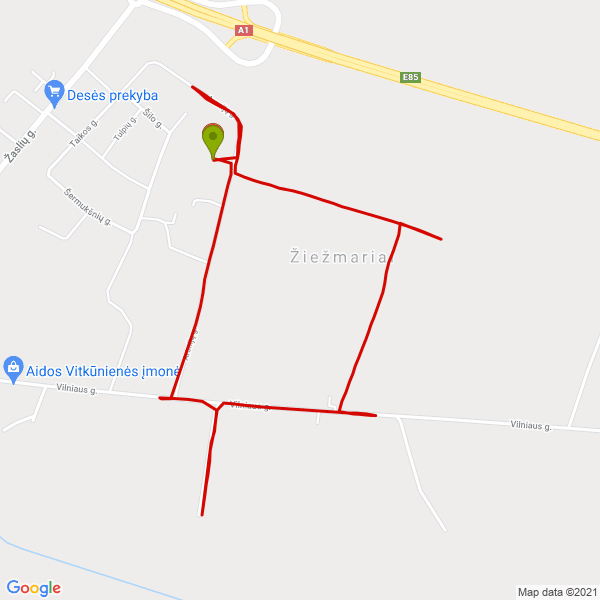 A1
E85
Desės prekyba
Žaslių g.
Taikos g.
Tulpių g.
Šilo g.
Šermukšnių g.
Žiežmariai
Aidos Vitkūnienės įmonė
Vilniaus g.
Vilniaus g.
Vilniaus g.
Google
Map data ©2021